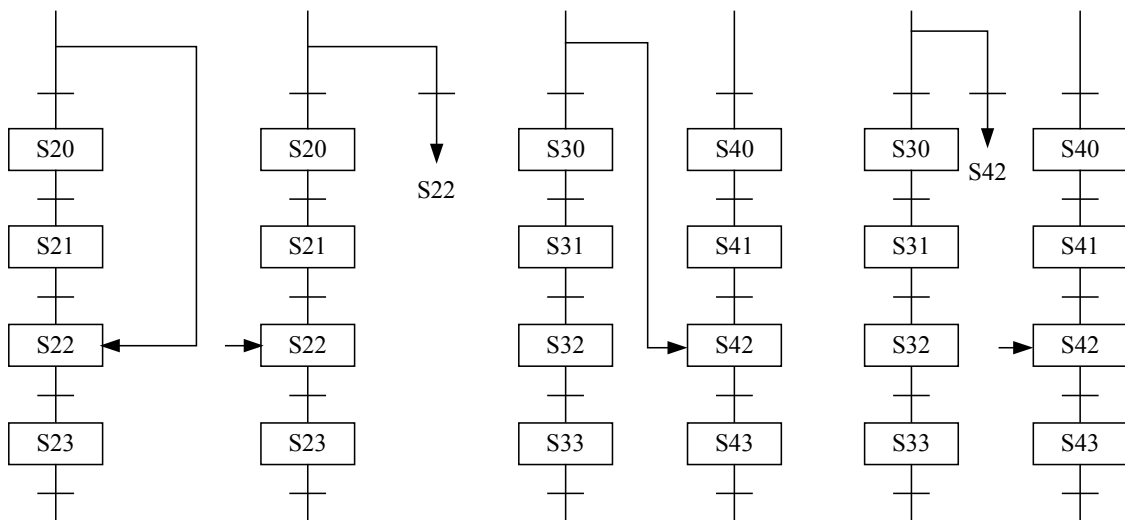 S20 S20 S30 S40 S30 S42 S40
S22
S21 S21 S31 S41 S31 S41
S22 S22 S32 S42 S32 S42
S23 S23 S33 S43 S33 S43